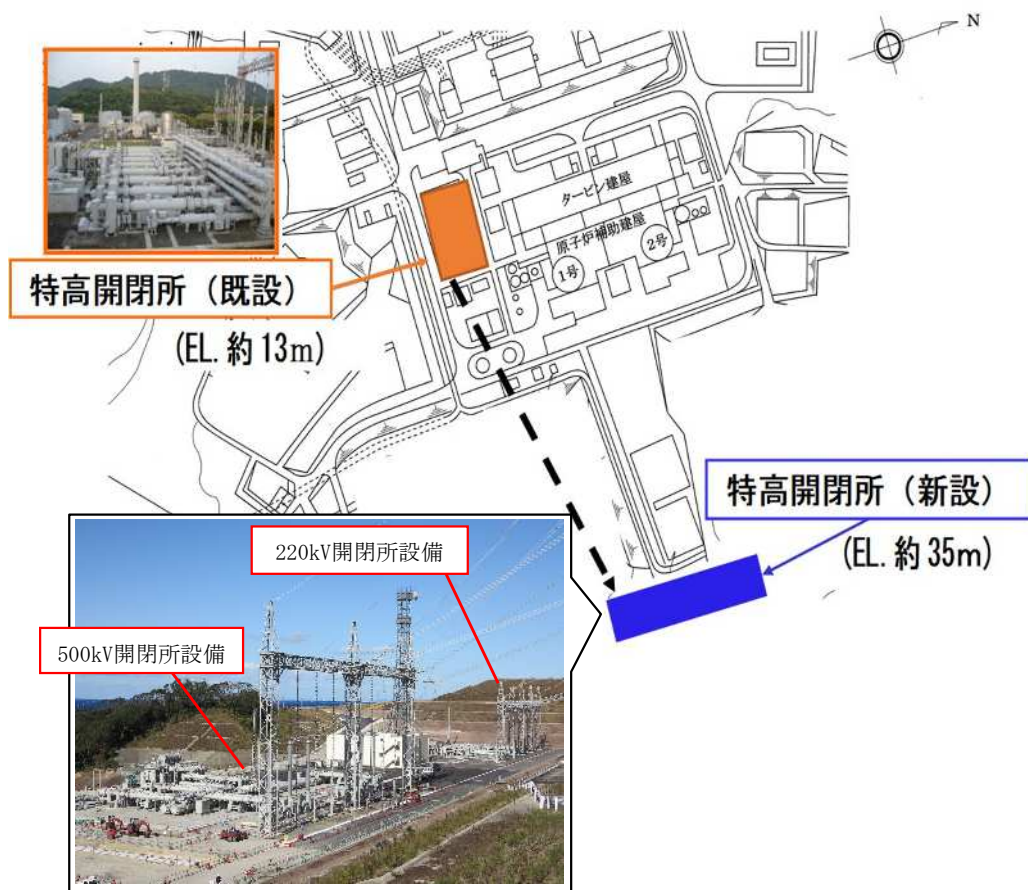 N
タービン建屋
原子炉補助建屋
1号
2号
特高開閉所（既設）
(EL. 約 13m)
特高開閉所（新設）
(EL. 約 35m)
220kV開閉所設備
500kV開閉所設備